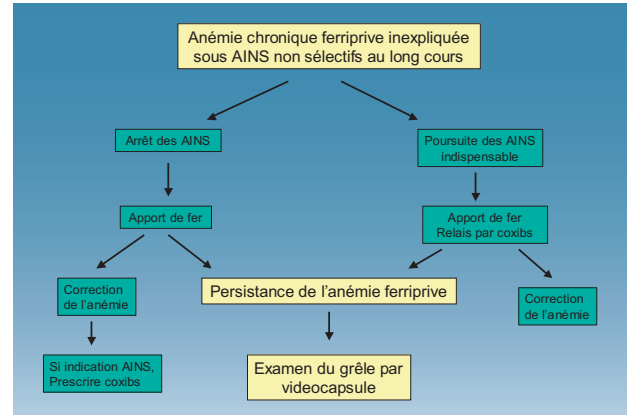 Anémie chronique ferriprive inexpliquée
sous AINS non sélectifs au long cours
Arrêt des AINS
Poursuite des AINS
indispensable
Apport de fer
Apport de fer
Relais par coxibs
Correction
de l'anémie
Persistance de l'anémie ferriprive
Correction
de l'anémie
Si indication AINS,
Prescrire coxibs
Examen du grêle par
videocapsule